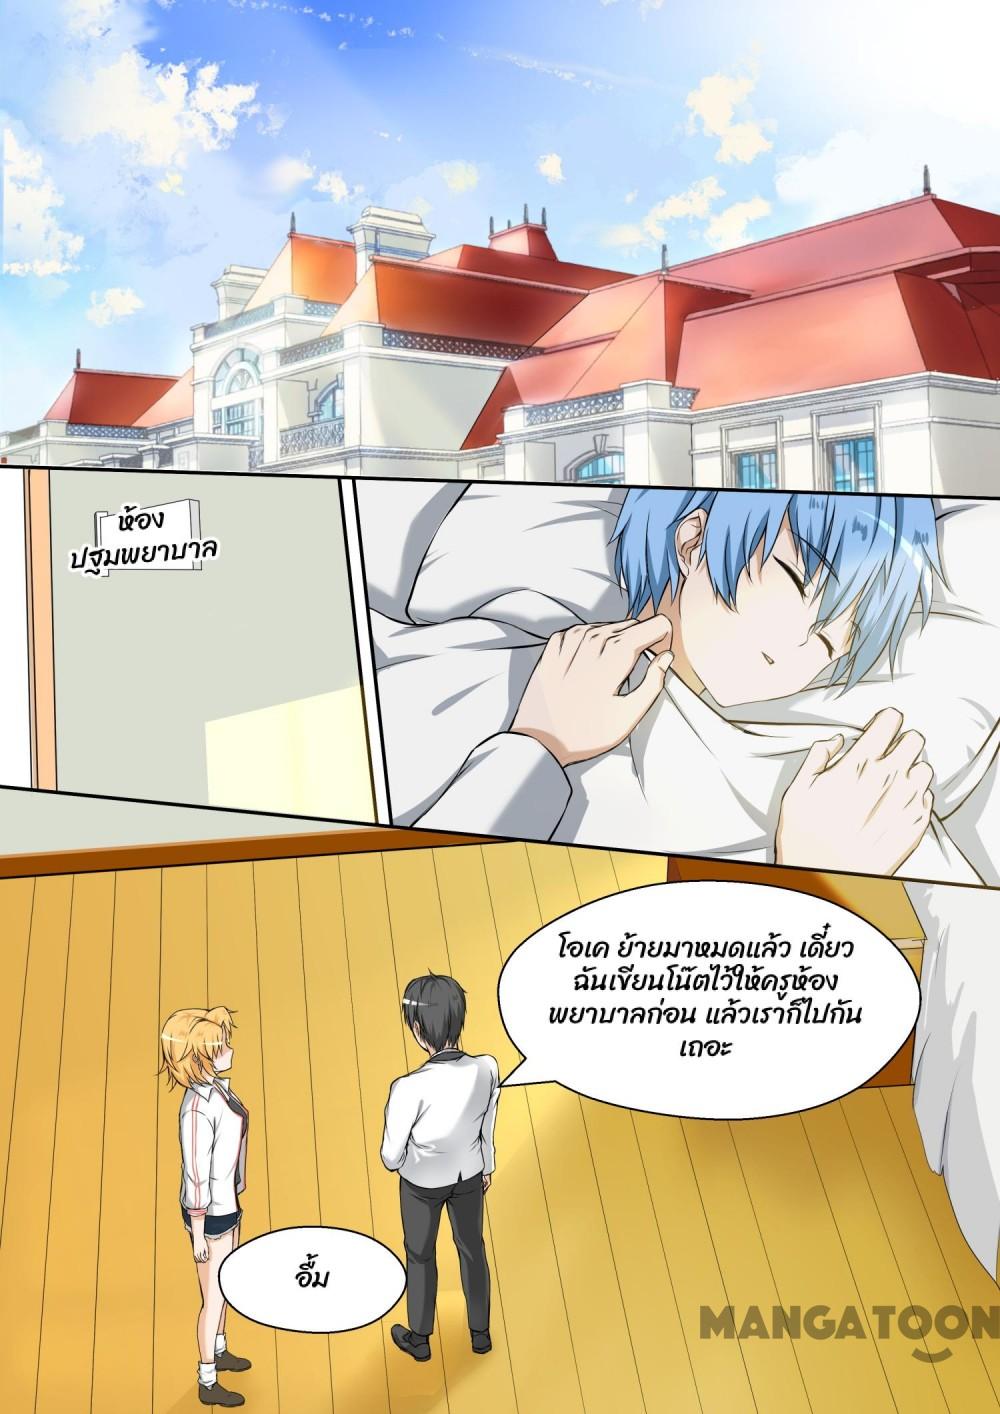 ห้อง
ปฐมพยาบาล
โอเค ย้ายมาหมดแล้ว เดี๋ยว
ฉันเขียนโน๊ตไว้ให้ครูห้อง
พยาบาลก่อน แล้วเราก็ไปกัน
เถอะ
อื้ม
MANGATOON